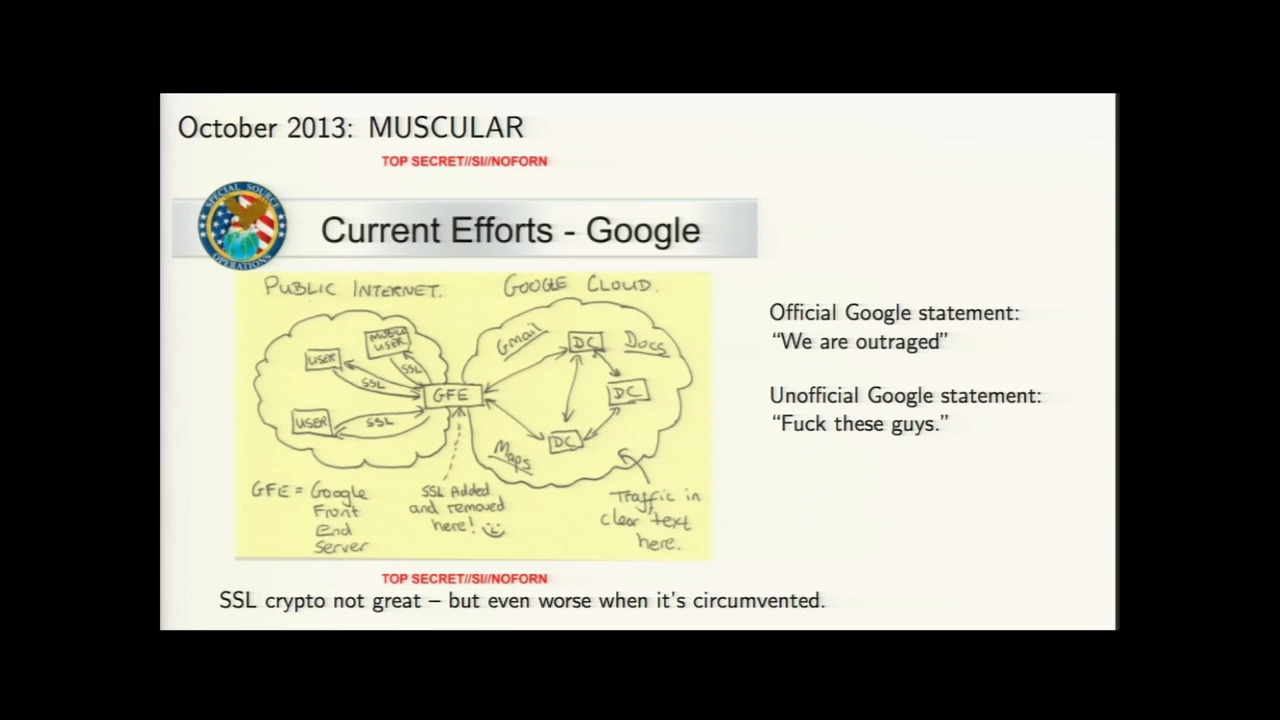 October 2013: MUSCULAR
TOP SECRET//SI//NOFORN
SPECIAL SOURCE
OPERATIONS
Current Efforts - Google
PUBLIC INTERNET.
GOOGLE CLOUD.
MOBILE
USER
USER
SSL
SSL
USER
SSL
GFE
Gmail
DC
Docs
DC
DC
Maps
GFE = Google
Front
End
Server
SSL Added
and removed
here!
Traffic in
clear text
here.
Official Google statement:
“We are outraged”
Unofficial Google statement:
“Fuck these guys.”
TOP SECRET//SI//NOFORN
SSL crypto not great – but even worse when it's circumvented.